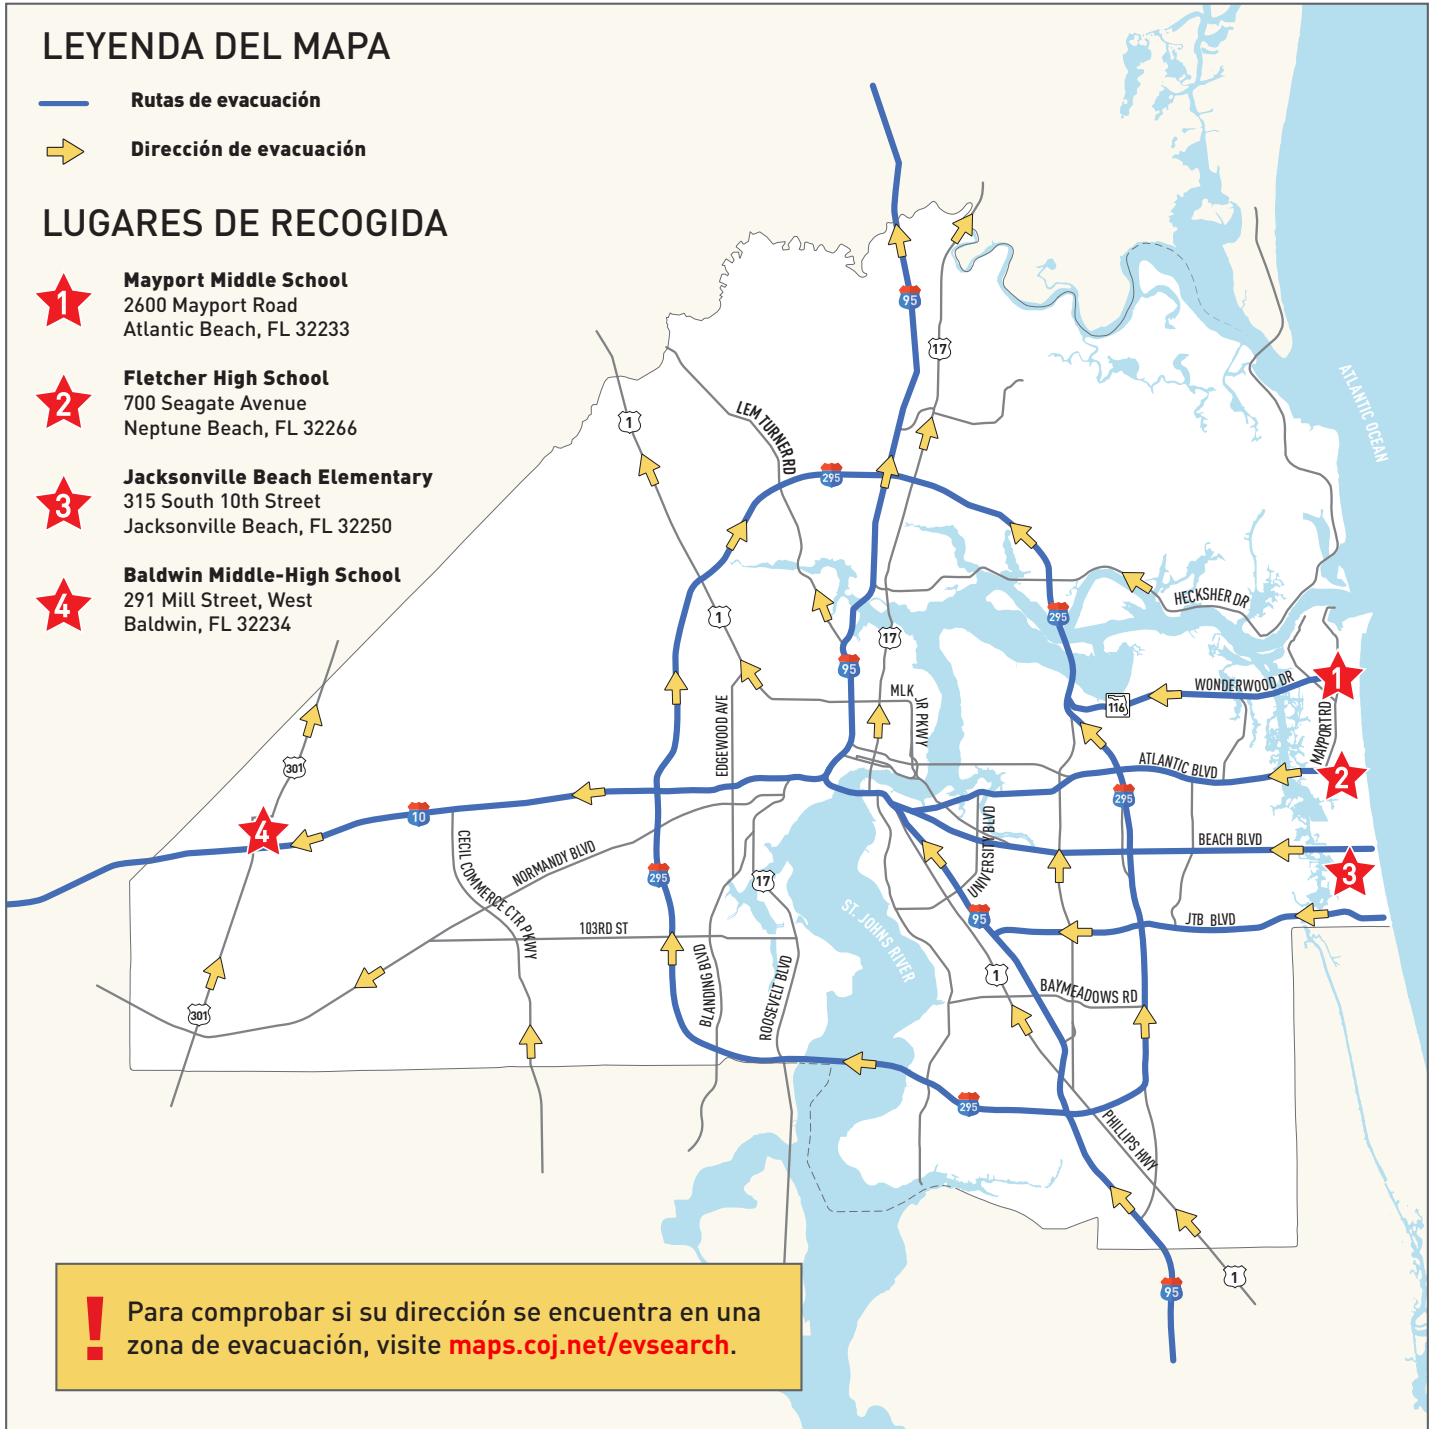 LEYENDA DEL MAPA
Rutas de evacuación
Dirección de evacuación
LUGARES DE RECOGIDA
1
Mayport Middle School
2600 Mayport Road
Atlantic Beach, FL 32233
2
Fletcher High School
700 Seagate Avenue
Neptune Beach, FL 32266
3
Jacksonville Beach Elementary
315 South 10th Street
Jacksonville Beach, FL 32250
4
Baldwin Middle-High School
291 Mill Street, West
Baldwin, FL 32234
95
17
ATLANTIC OCEAN
1
LEM TURNER RD
295
HECKSHER DR
295
1
17
95
WONDERWOOD DR
1
MLK JR PKWY
116
EDGEWOOD AVE
MAYPORT RD
301
ATLANTIC BLVD
2
295
10
4
UNIVERSITY BLVD
BEACH BLVD
CECIL COMMERCE CTR PKWY
NORMANDY BLVD
295
17
3
ST. JOHNS RIVER
95
JTB BLVD
103RD ST
BLANDING BLVD
ROOSEVELT BLVD
1
BAYMEADOWS RD
301
295
PHILLIPS HWY
1
95
!
Para comprobar si su dirección se encuentra en una
zona de evacuación, visite maps.coj.net/evsearch.